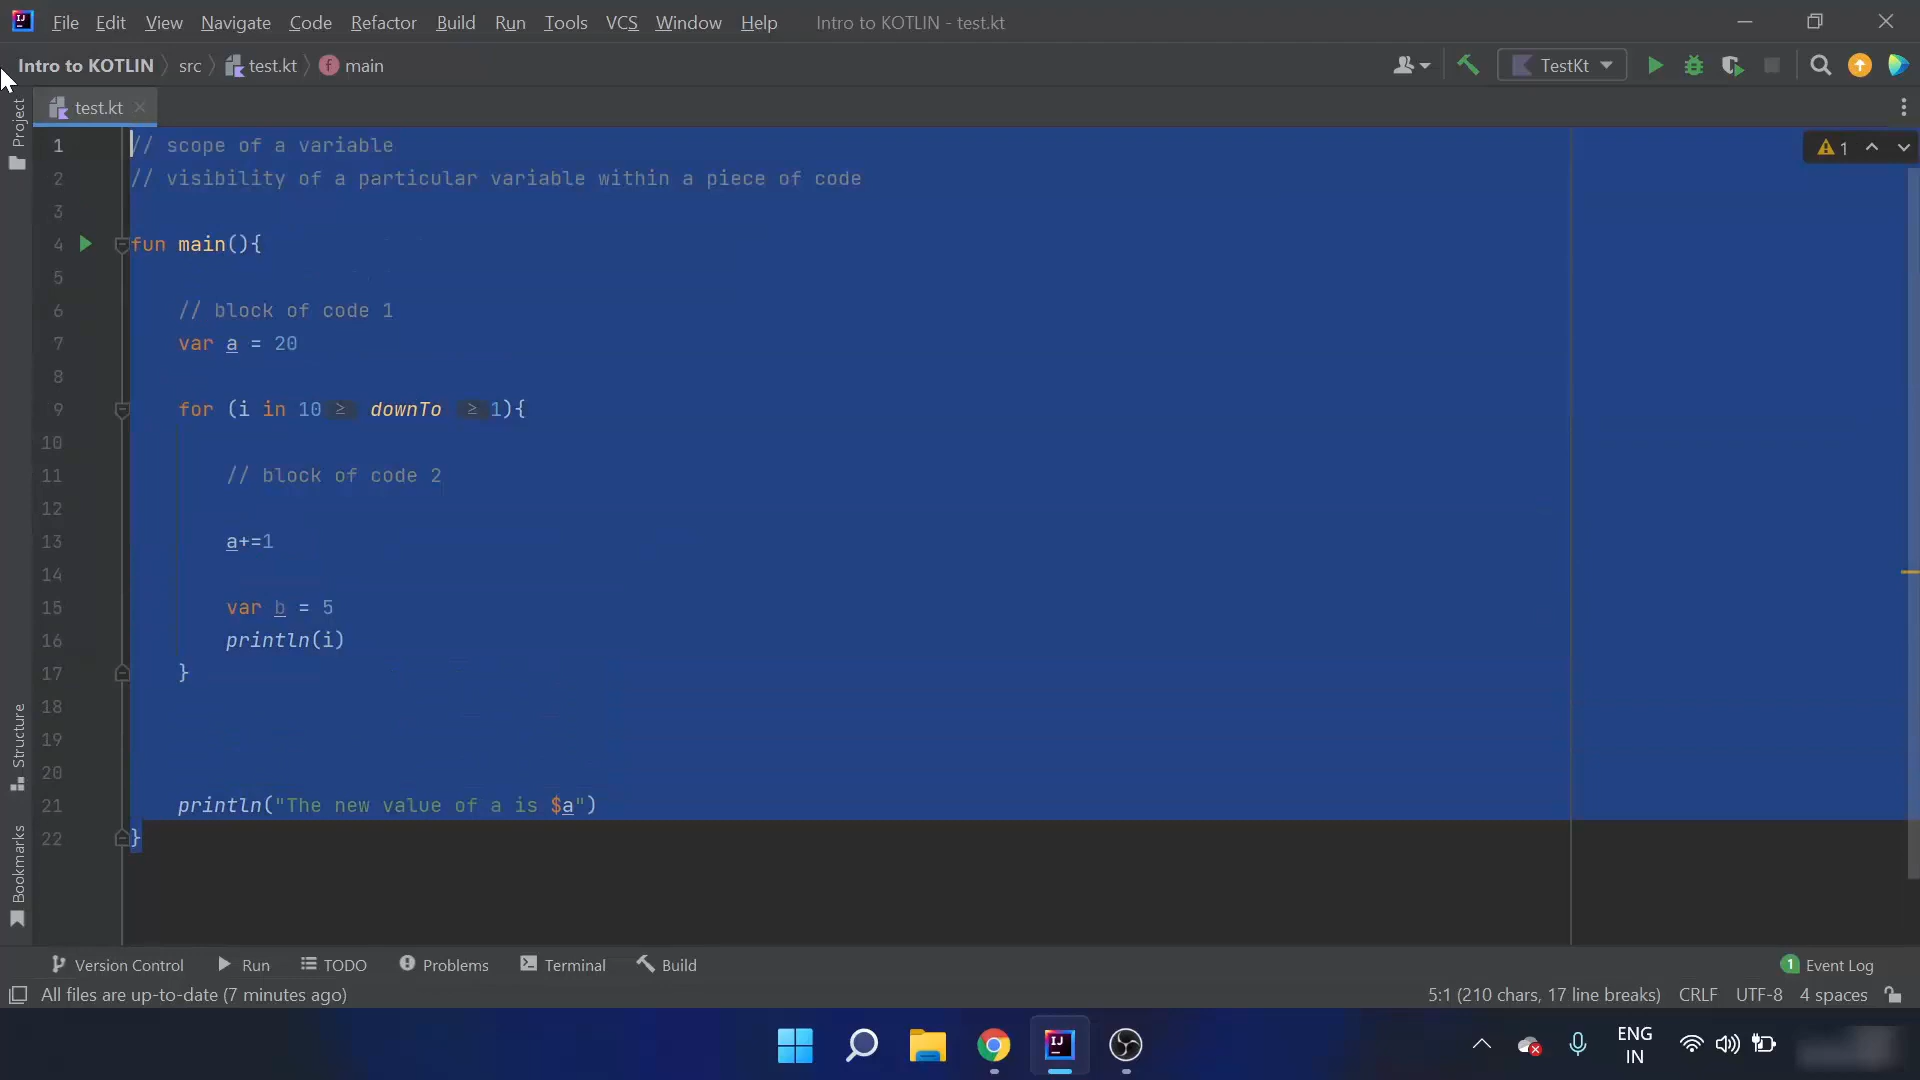 File Edit View Navigate Code Refactor Build Run Tools VCS Window Help Intro to KOTLIN - test.kt
Intro to KOTLIN src test.kt main TestKt
test.kt
Project
Structure
Bookmarks
1 // scope of a variable
2 // visibility of a particular variable within a piece of code
3
4 fun main(){
5
6 // block of code 1
7 var a = 20
8
9 for (i in 10 ≥ downTo ≥ 1){
10
11 // block of code 2
12
13 a+=1
14
15 var b = 5
16 println(i)
17 }
18
19
20
21 println("The new value of a is $a")
22 }
1
Version Control Run TODO Problems Terminal Build 1 Event Log
All files are up-to-date (7 minutes ago) 5:1 (210 chars, 17 line breaks) CRLF UTF-8 4 spaces
ENG
IN